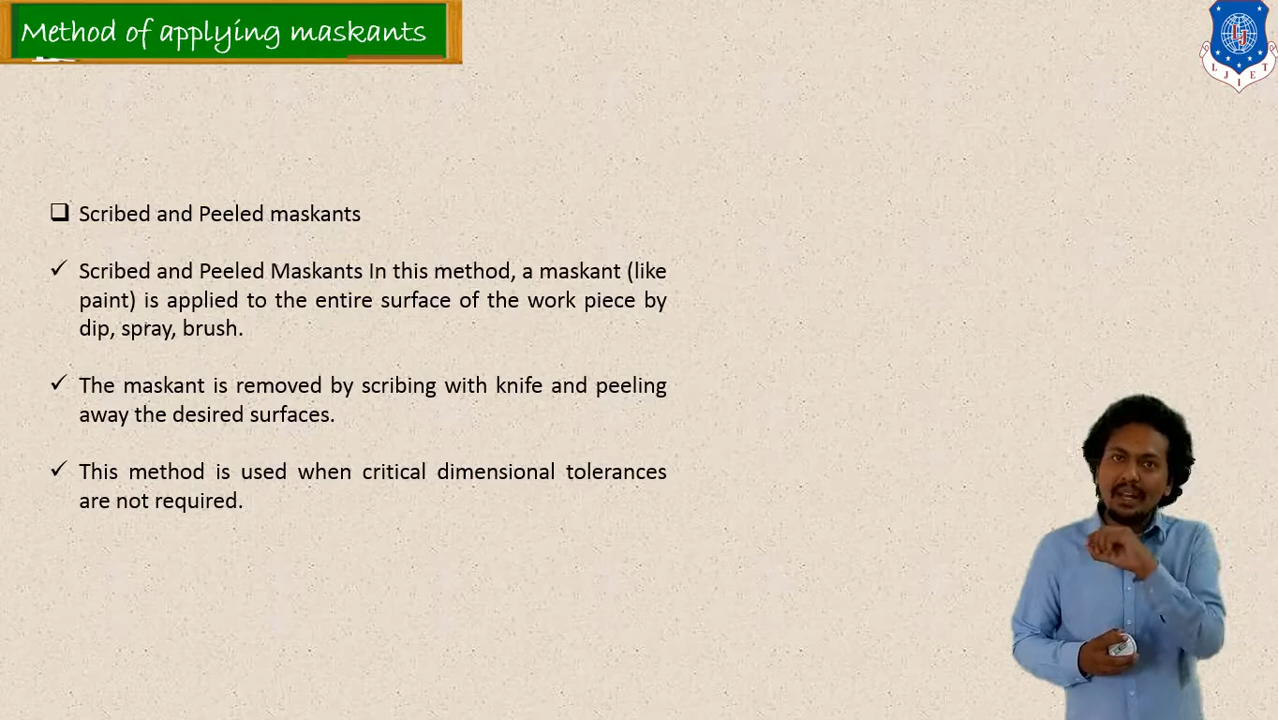 Method of applying maskants
LJ
LJIET
❑ Scribed and Peeled maskants
✓ Scribed and Peeled Maskants In this method, a maskant (like
paint) is applied to the entire surface of the work piece by
dip, spray, brush.
✓ The maskant is removed by scribing with knife and peeling
away the desired surfaces.
✓ This method is used when critical dimensional tolerances
are not required.